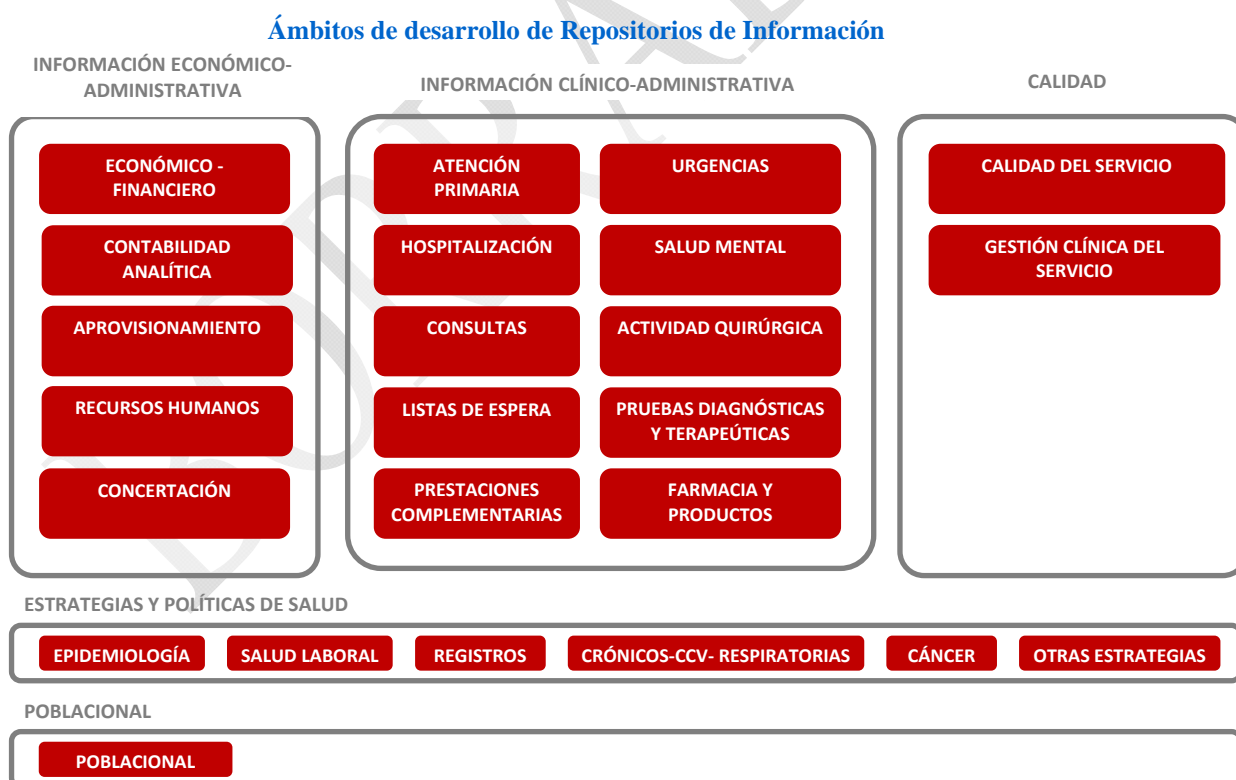 Ámbitos de desarrollo de Repositorios de Información
INFORMACIÓN ECONÓMICO-
ADMINISTRATIVA
ECONÓMICO -
FINANCIERO
CONTABILIDAD
ANALÍTICA
APROVISIONAMIENTO
RECURSOS HUMANOS
CONCERTACIÓN
INFORMACIÓN CLÍNICO-ADMINISTRATIVA
ATENCIÓN
PRIMARIA
URGENCIAS
HOSPITALIZACIÓN
SALUD MENTAL
CONSULTAS
ACTIVIDAD QUIRÚRGICA
LISTAS DE ESPERA
PRUEBAS DIAGNÓSTICAS
Y TERAPEÚTICAS
PRESTACIONES
COMPLEMENTARIAS
FARMACIA Y
PRODUCTOS
CALIDAD
CALIDAD DEL SERVICIO
GESTIÓN CLÍNICA DEL
SERVICIO
ESTRATEGIAS Y POLÍTICAS DE SALUD
EPIDEMIOLOGÍA
SALUD LABORAL
REGISTROS
CRÓNICOS-CCV- RESPIRATORIAS
CÁNCER
OTRAS ESTRATEGIAS
POBLACIONAL
POBLACIONAL